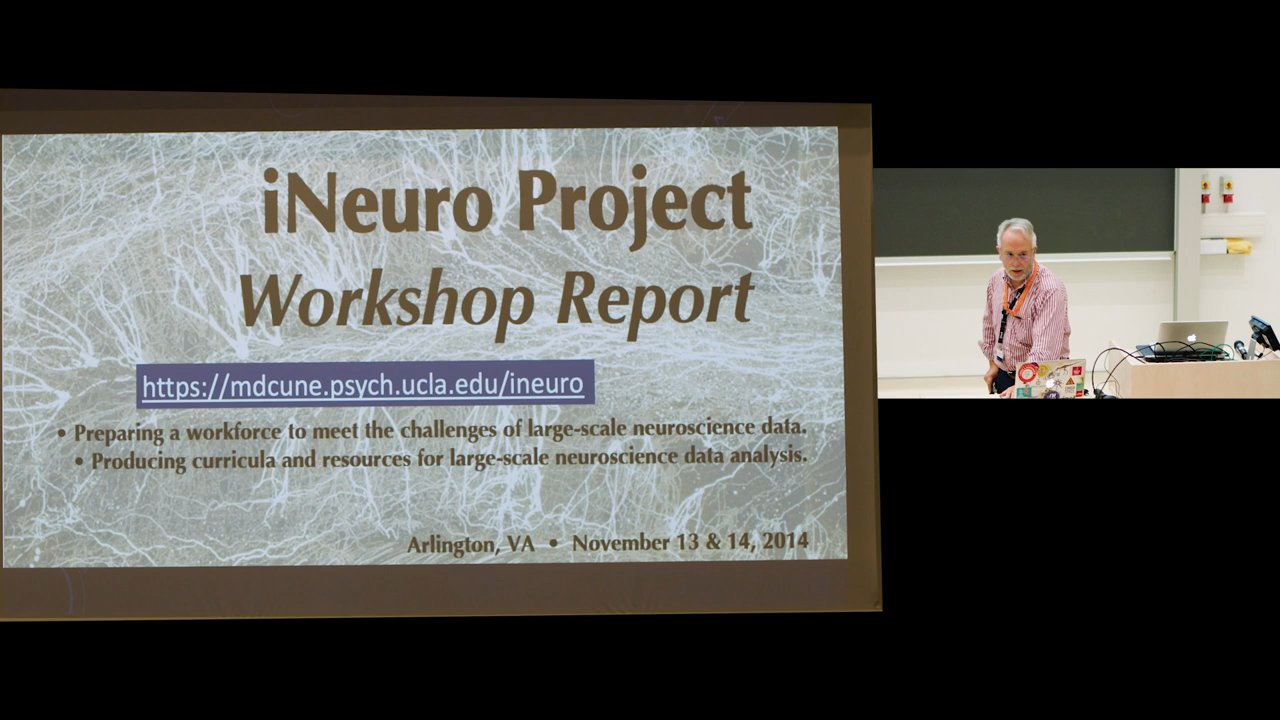 iNeuro Project
Workshop Report
https://mdcune.psych.ucla.edu/ineuro
• Preparing a workforce to meet the challenges of large-scale neuroscience data.
• Producing curricula and resources for large-scale neuroscience data analysis.
Arlington, VA • November 13 & 14, 2014